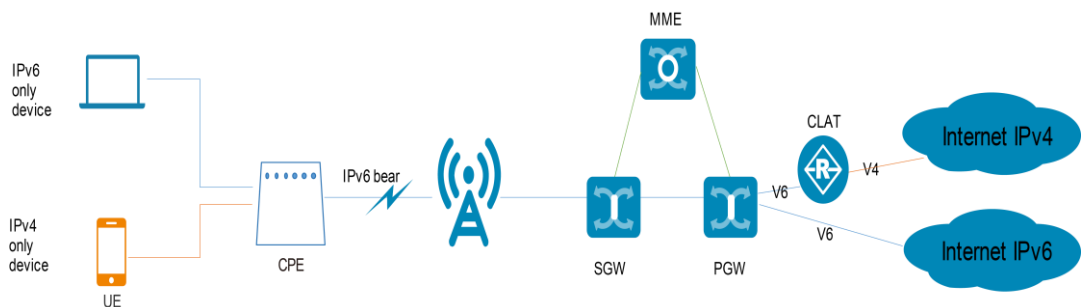 MME
IPv6
only
device
CLAT
Internet IPv4
IPv6 bear
V6
V4
IPv4
only
device
V6
Internet IPv6
CPE
SGW
PGW
UE